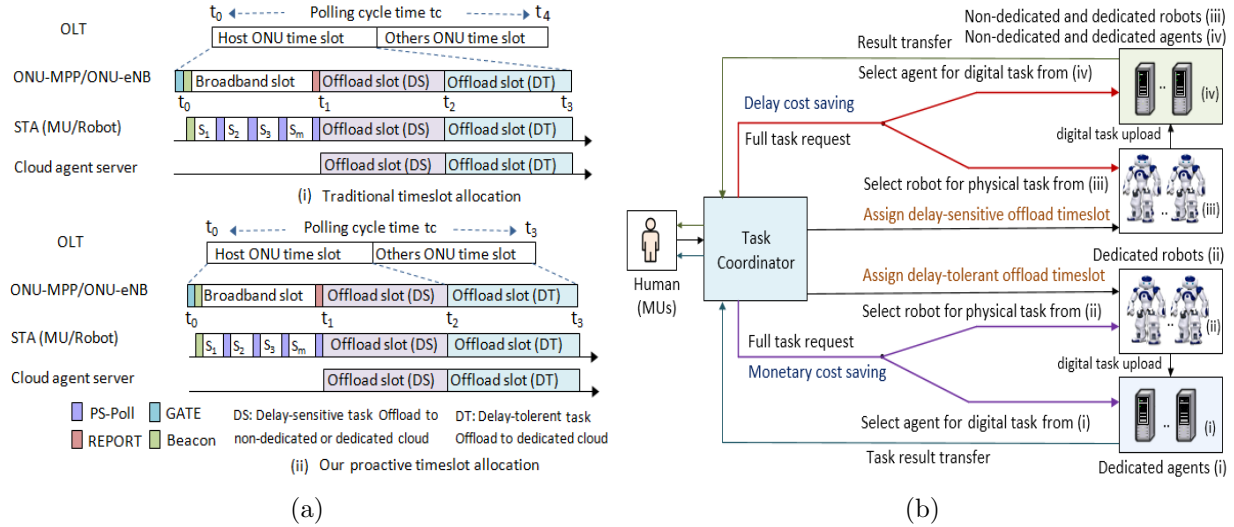 t0 Polling cycle time tc t4
OLT
Host ONU time slot Others ONU time slot
ONU-MPP/ONU-eNB
Broadband slot Offload slot (DS) Offload slot (DT)
t0 t1 t2 t3
STA (MU/Robot)
S1 S2 S3 Sm Offload slot (DS) Offload slot (DT)
Cloud agent server
Offload slot (DS) Offload slot (DT)
(i) Traditional timeslot allocation
t0 Polling cycle time tc t3
OLT
Host ONU time slot Others ONU time slot
ONU-MPP/ONU-eNB
Broadband slot Offload slot (DS) Offload slot (DT)
t0 t1 t2 t3
STA (MU/Robot)
S1 S2 S3 Sm Offload slot (DS) Offload slot (DT)
Cloud agent server
Offload slot (DS) Offload slot (DT)
PS-Poll GATE DS: Delay-sensitive task Offload to DT: Delay-tolerent task
REPORT Beacon non-dedicated or dedicated cloud Offload to dedicated cloud
(ii) Our proactive timeslot allocation
(a)
Non-dedicated and dedicated robots (iii)
Non-dedicated and dedicated agents (iv)
Result transfer
Select agent for digital task from (iv)
(iv)
Delay cost saving
Full task request
digital task upload
Select robot for physical task from (iii)
(iii)
Assign delay-sensitive offload timeslot
Task
Coordinator
Human
(MUs)
Dedicated robots (ii)
Assign delay-tolerant offload timeslot
Select robot for physical task from (ii)
(ii)
Full task request
digital task upload
Monetary cost saving
Select agent for digital task from (i)
(i)
Task result transfer
Dedicated agents (i)
(b)